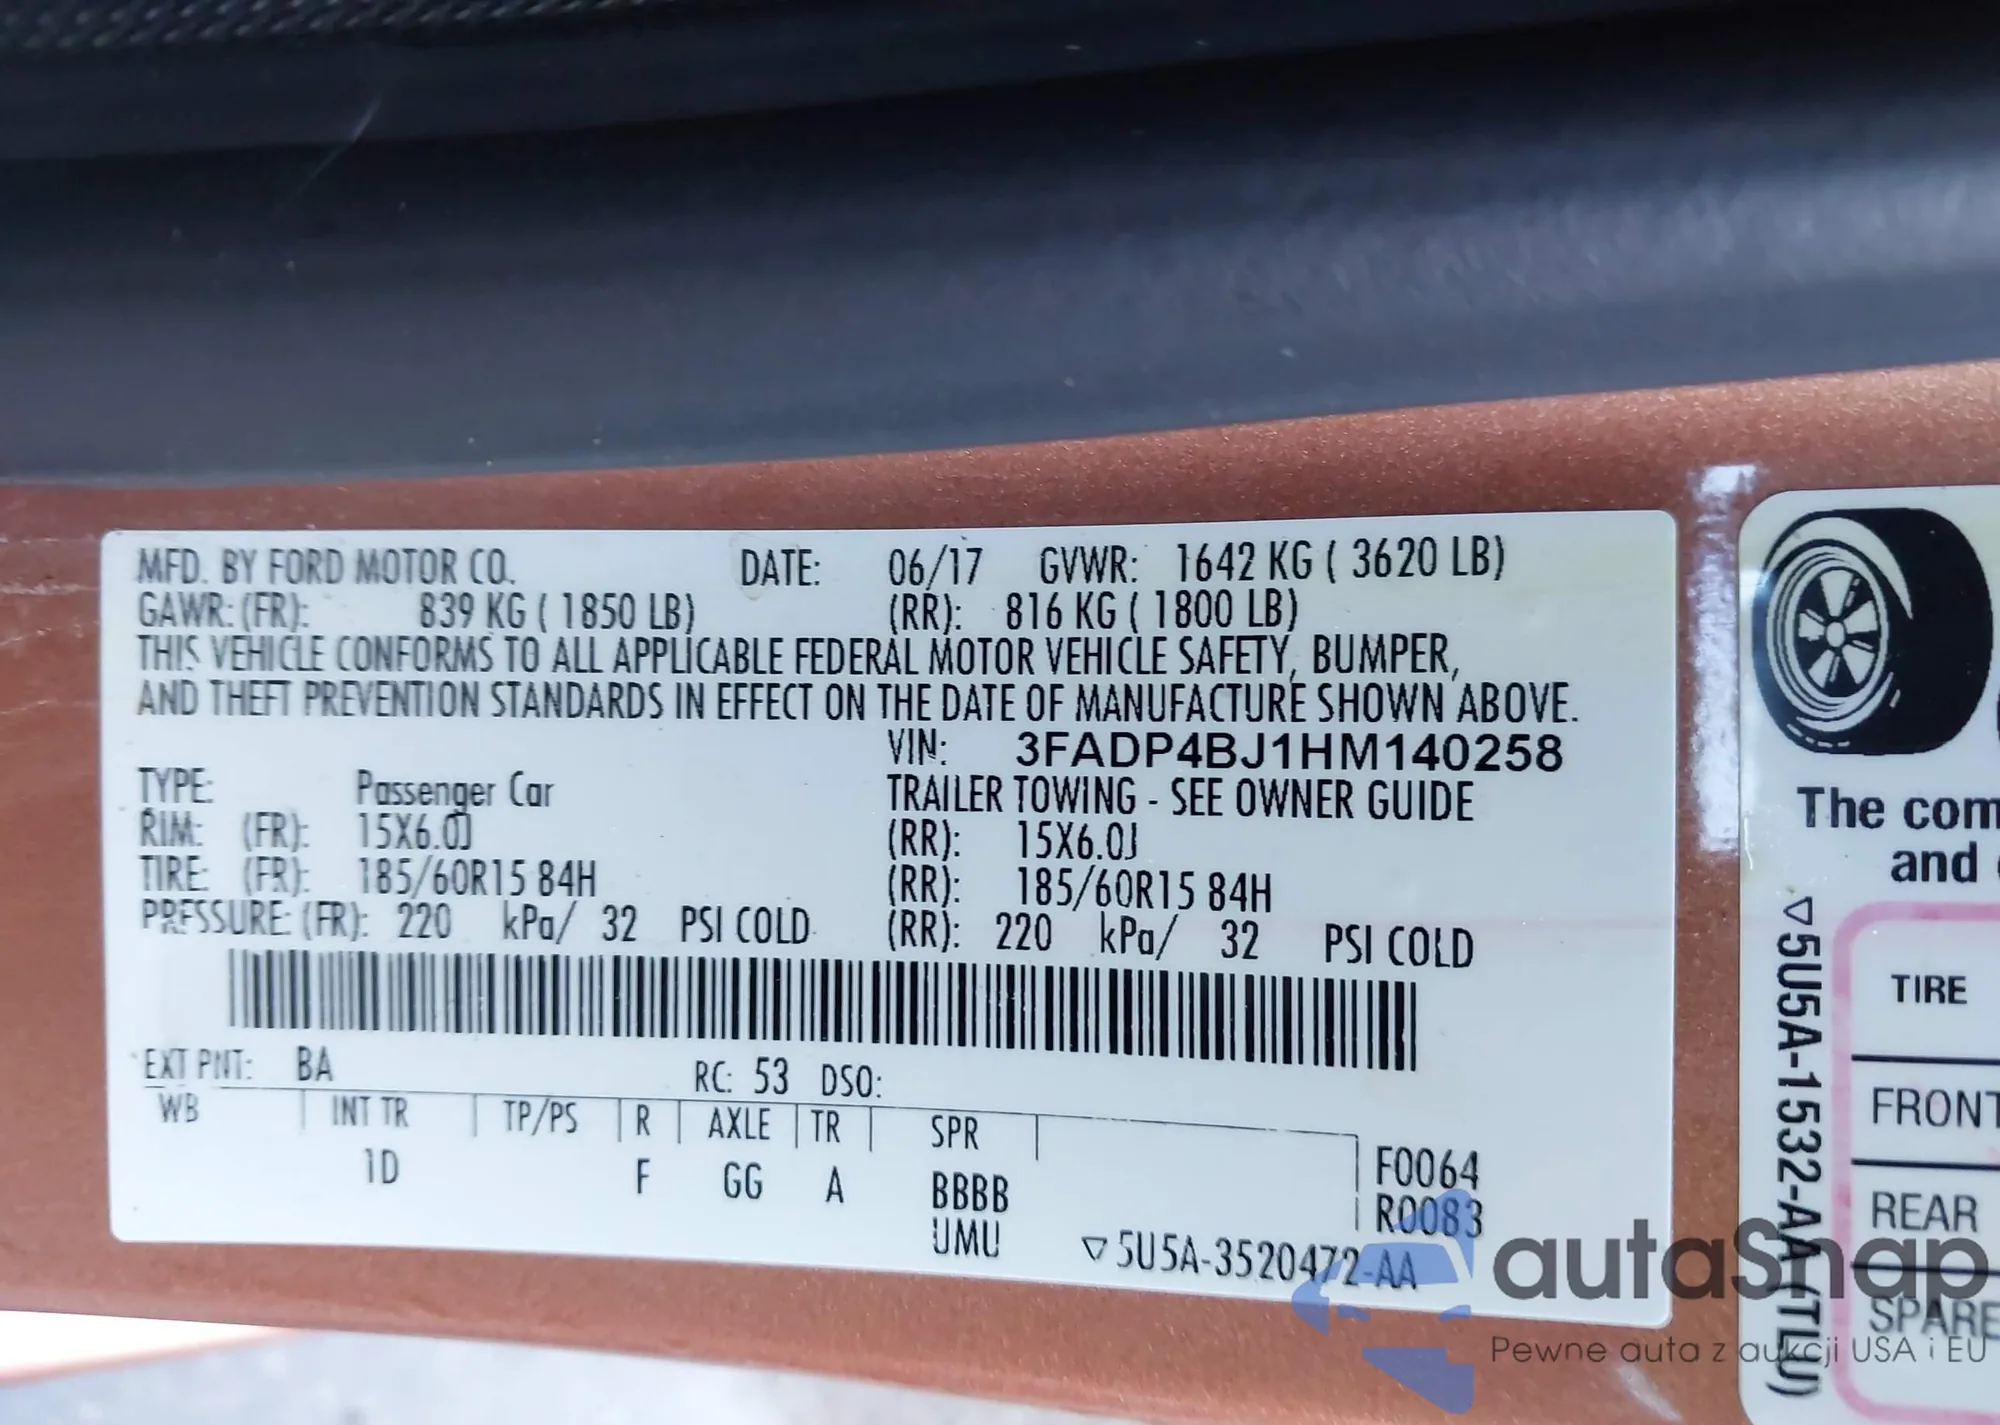 MFD. BY FORD MOTOR CO. DATE: 06/17 GVWR: 1642 KG ( 3620 LB)
GAWR: (FR): 839 KG ( 1850 LB) (RR): 816 KG ( 1800 LB)
THIS VEHICLE CONFORMS TO ALL APPLICABLE FEDERAL MOTOR VEHICLE SAFETY, BUMPER,
AND THEFT PREVENTION STANDARDS IN EFFECT ON THE DATE OF MANUFACTURE SHOWN ABOVE.
VIN: 3FADP4BJ1HM140258
TYPE: Passenger Car TRAILER TOWING - SEE OWNER GUIDE
RIM: (FR): 15X6.0J (RR): 15X6.0J
TIRE: (FR): 185/60R15 84H (RR): 185/60R15 84H
PRESSURE: (FR): 220 kPa/ 32 PSI COLD (RR): 220 kPa/ 32 PSI COLD
EXT PNT: BA RC: 53 DSO:
WB INT TR TP/PS R AXLE TR SPR
1D F GG A BBBB F0064
UMU R0083
▽5U5A-3520472-AA
The com
and
▽5U5A-1532-AA (TLU)
TIRE
FRONT
REAR
SPARE
autaSnap
Pewne auta z aukcji USA i EU